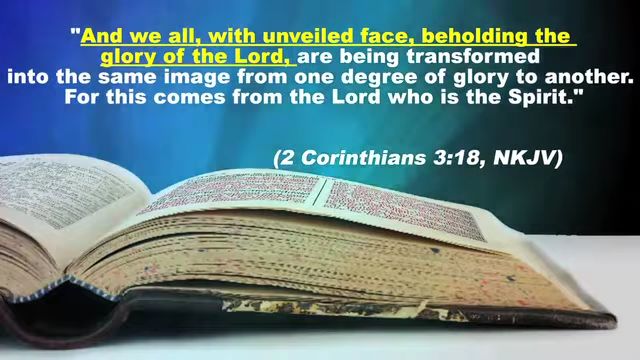 "And we all, with unveiled face, beholding the
glory of the Lord, are being transformed
into the same image from one degree of glory to another.
For this comes from the Lord who is the Spirit."
(2 Corinthians 3:18, NKJV)